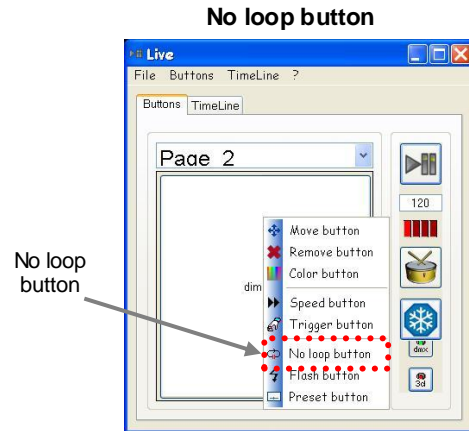 No loop button
Live
File Buttons TimeLine ?
Buttons TimeLine
Page 2
120
Move button
Remove button
Color button
dim
Speed button
Trigger button
No loop
button
No loop button
dmx
Flash button
3d
Preset button